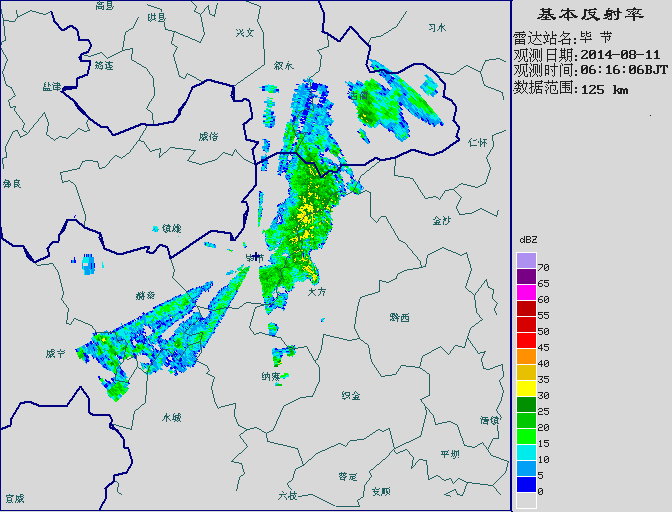 基本反射率
雷达站名:毕 节
观测日期:2014-08-11
观测时间:06:16:06BJT
数据范围:125 km
高县
珙县
兴文
习水
筠连
叙永
盐津
威信
仁怀
彝良
镇雄
金沙
毕节
赫章
大方
黔西
威宁
纳雍
织金
水城
清镇
平坝
普定
六枝
安顺
宣威
dBZ
70
65
60
55
50
45
40
35
30
25
20
15
10
5
0